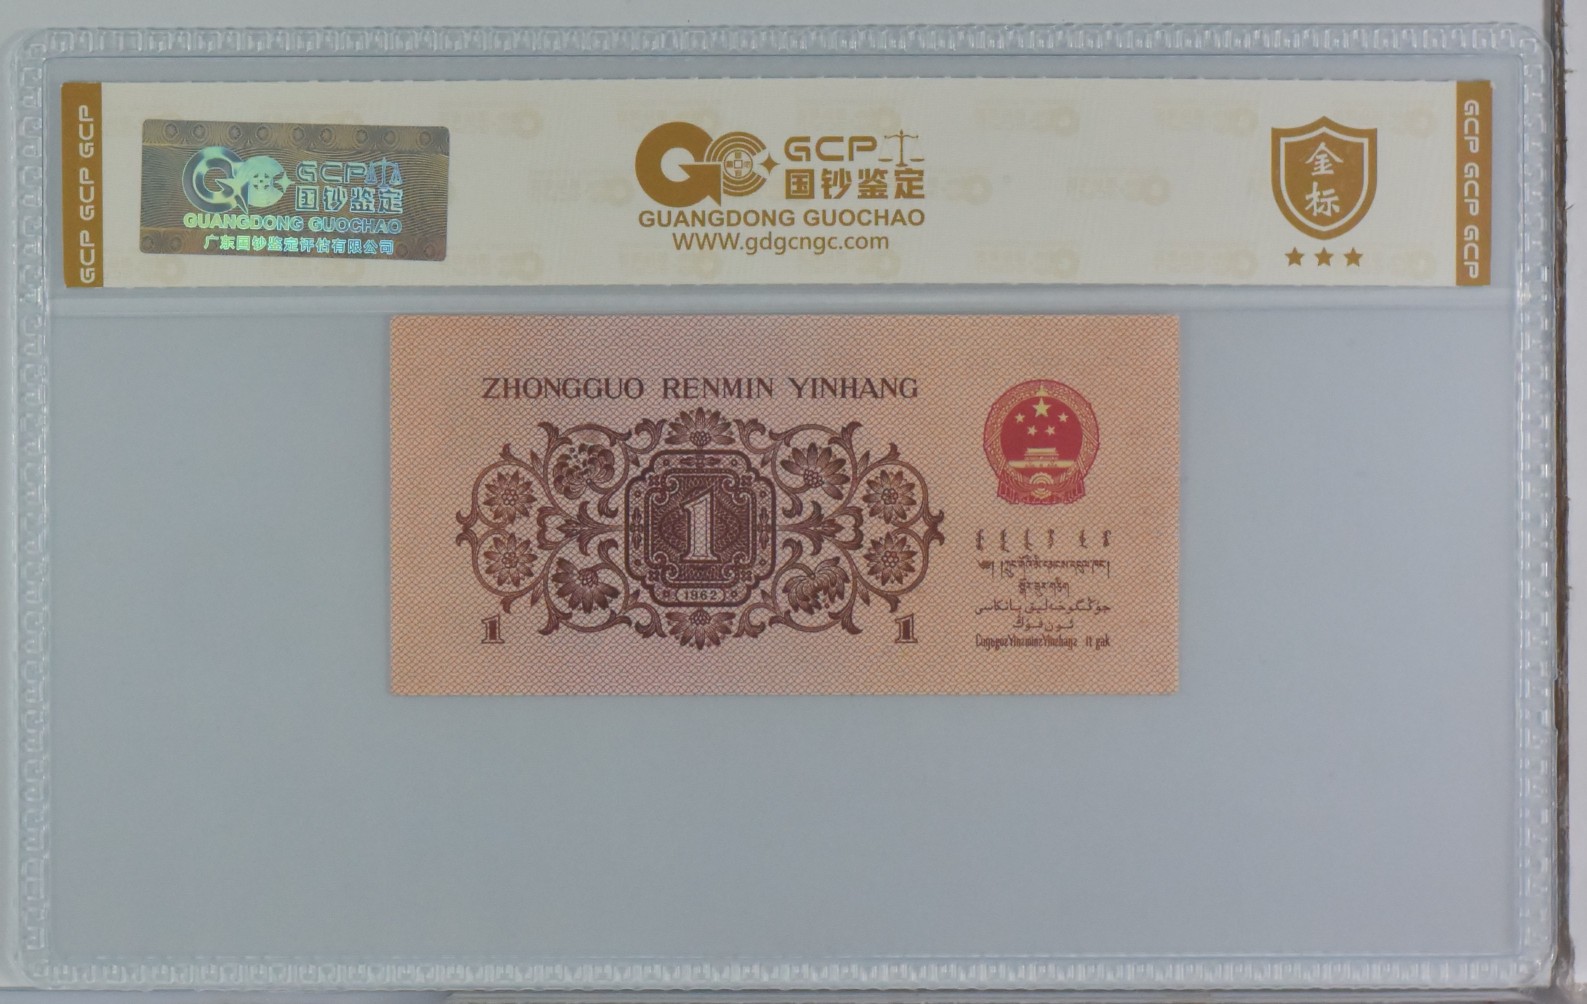 GCP GCP GCP
GCP
国钞鉴定
GUANGDONG GUOCHAO
广东国钞鉴定评估有限公司
GCP
国钞鉴定
GUANGDONG GUOCHAO
WWW.gdgcngc.com
金标
GCP GCP GCP
ZHONGGUO RENMIN YINHANG
1
1962
1
1